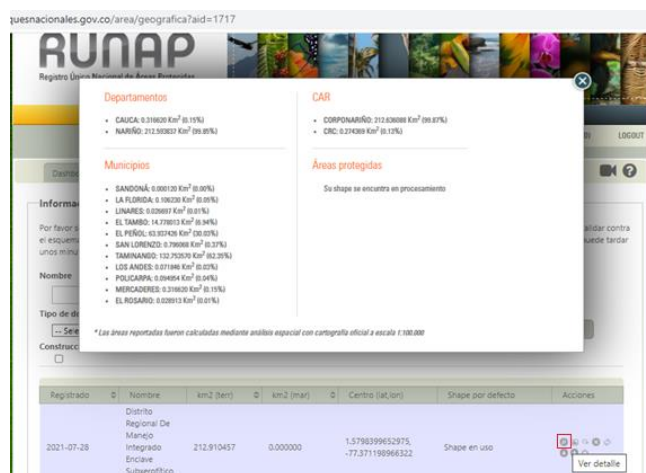 quesnacionales.gov.co/area/geografica?aid=1717
RUNAP
Registro Único Nacional de Áreas Protegidas
LOGOUT
Departamentos
• CAUCA: 0.316620 Km² (0.15%)
• NARIÑO: 212.593837 Km² (99.85%)
CAR
• CORPONARIÑO: 212.636088 Km² (99.87%)
• CRC: 0.274369 Km² (0.13%)
Municipios
• SANDONÁ: 0.000120 Km² (0.00%)
• LA FLORIDA: 0.106230 Km² (0.05%)
• LINARES: 0.026697 Km² (0.01%)
• EL TAMBO: 14.778013 Km² (6.94%)
• EL PEÑOL: 63.937426 Km² (30.03%)
• SAN LORENZO: 0.796068 Km² (0.37%)
• TAMINANGO: 132.753570 Km² (62.35%)
• LOS ANDES: 0.071846 Km² (0.03%)
• POLICARPA: 0.094954 Km² (0.04%)
• MERCADERES: 0.316620 Km² (0.15%)
• EL ROSARIO: 0.028913 Km² (0.01%)
Áreas protegidas
Su shape se encuentra en procesamiento
* Las áreas reportadas fueron calculadas mediante análisis espacial con cartografía oficial a escala 1:100.000
Dashbo
Informa
Por favor s
alidar contra
el esquem
uede tardar
unos minu
Nombre
Tipo de de
-- Sele
Construcc
Registrado Nombre km2 (terr) km2 (mar) Centro (lat,lon) Shape por defecto Acciones
2021-07-28 Distrito Regional De Manejo Integrado Enclave Subxerofítico 212.910457 0.000000 1.5798399652975, -77.371198966322 Shape en uso
Ver detalle